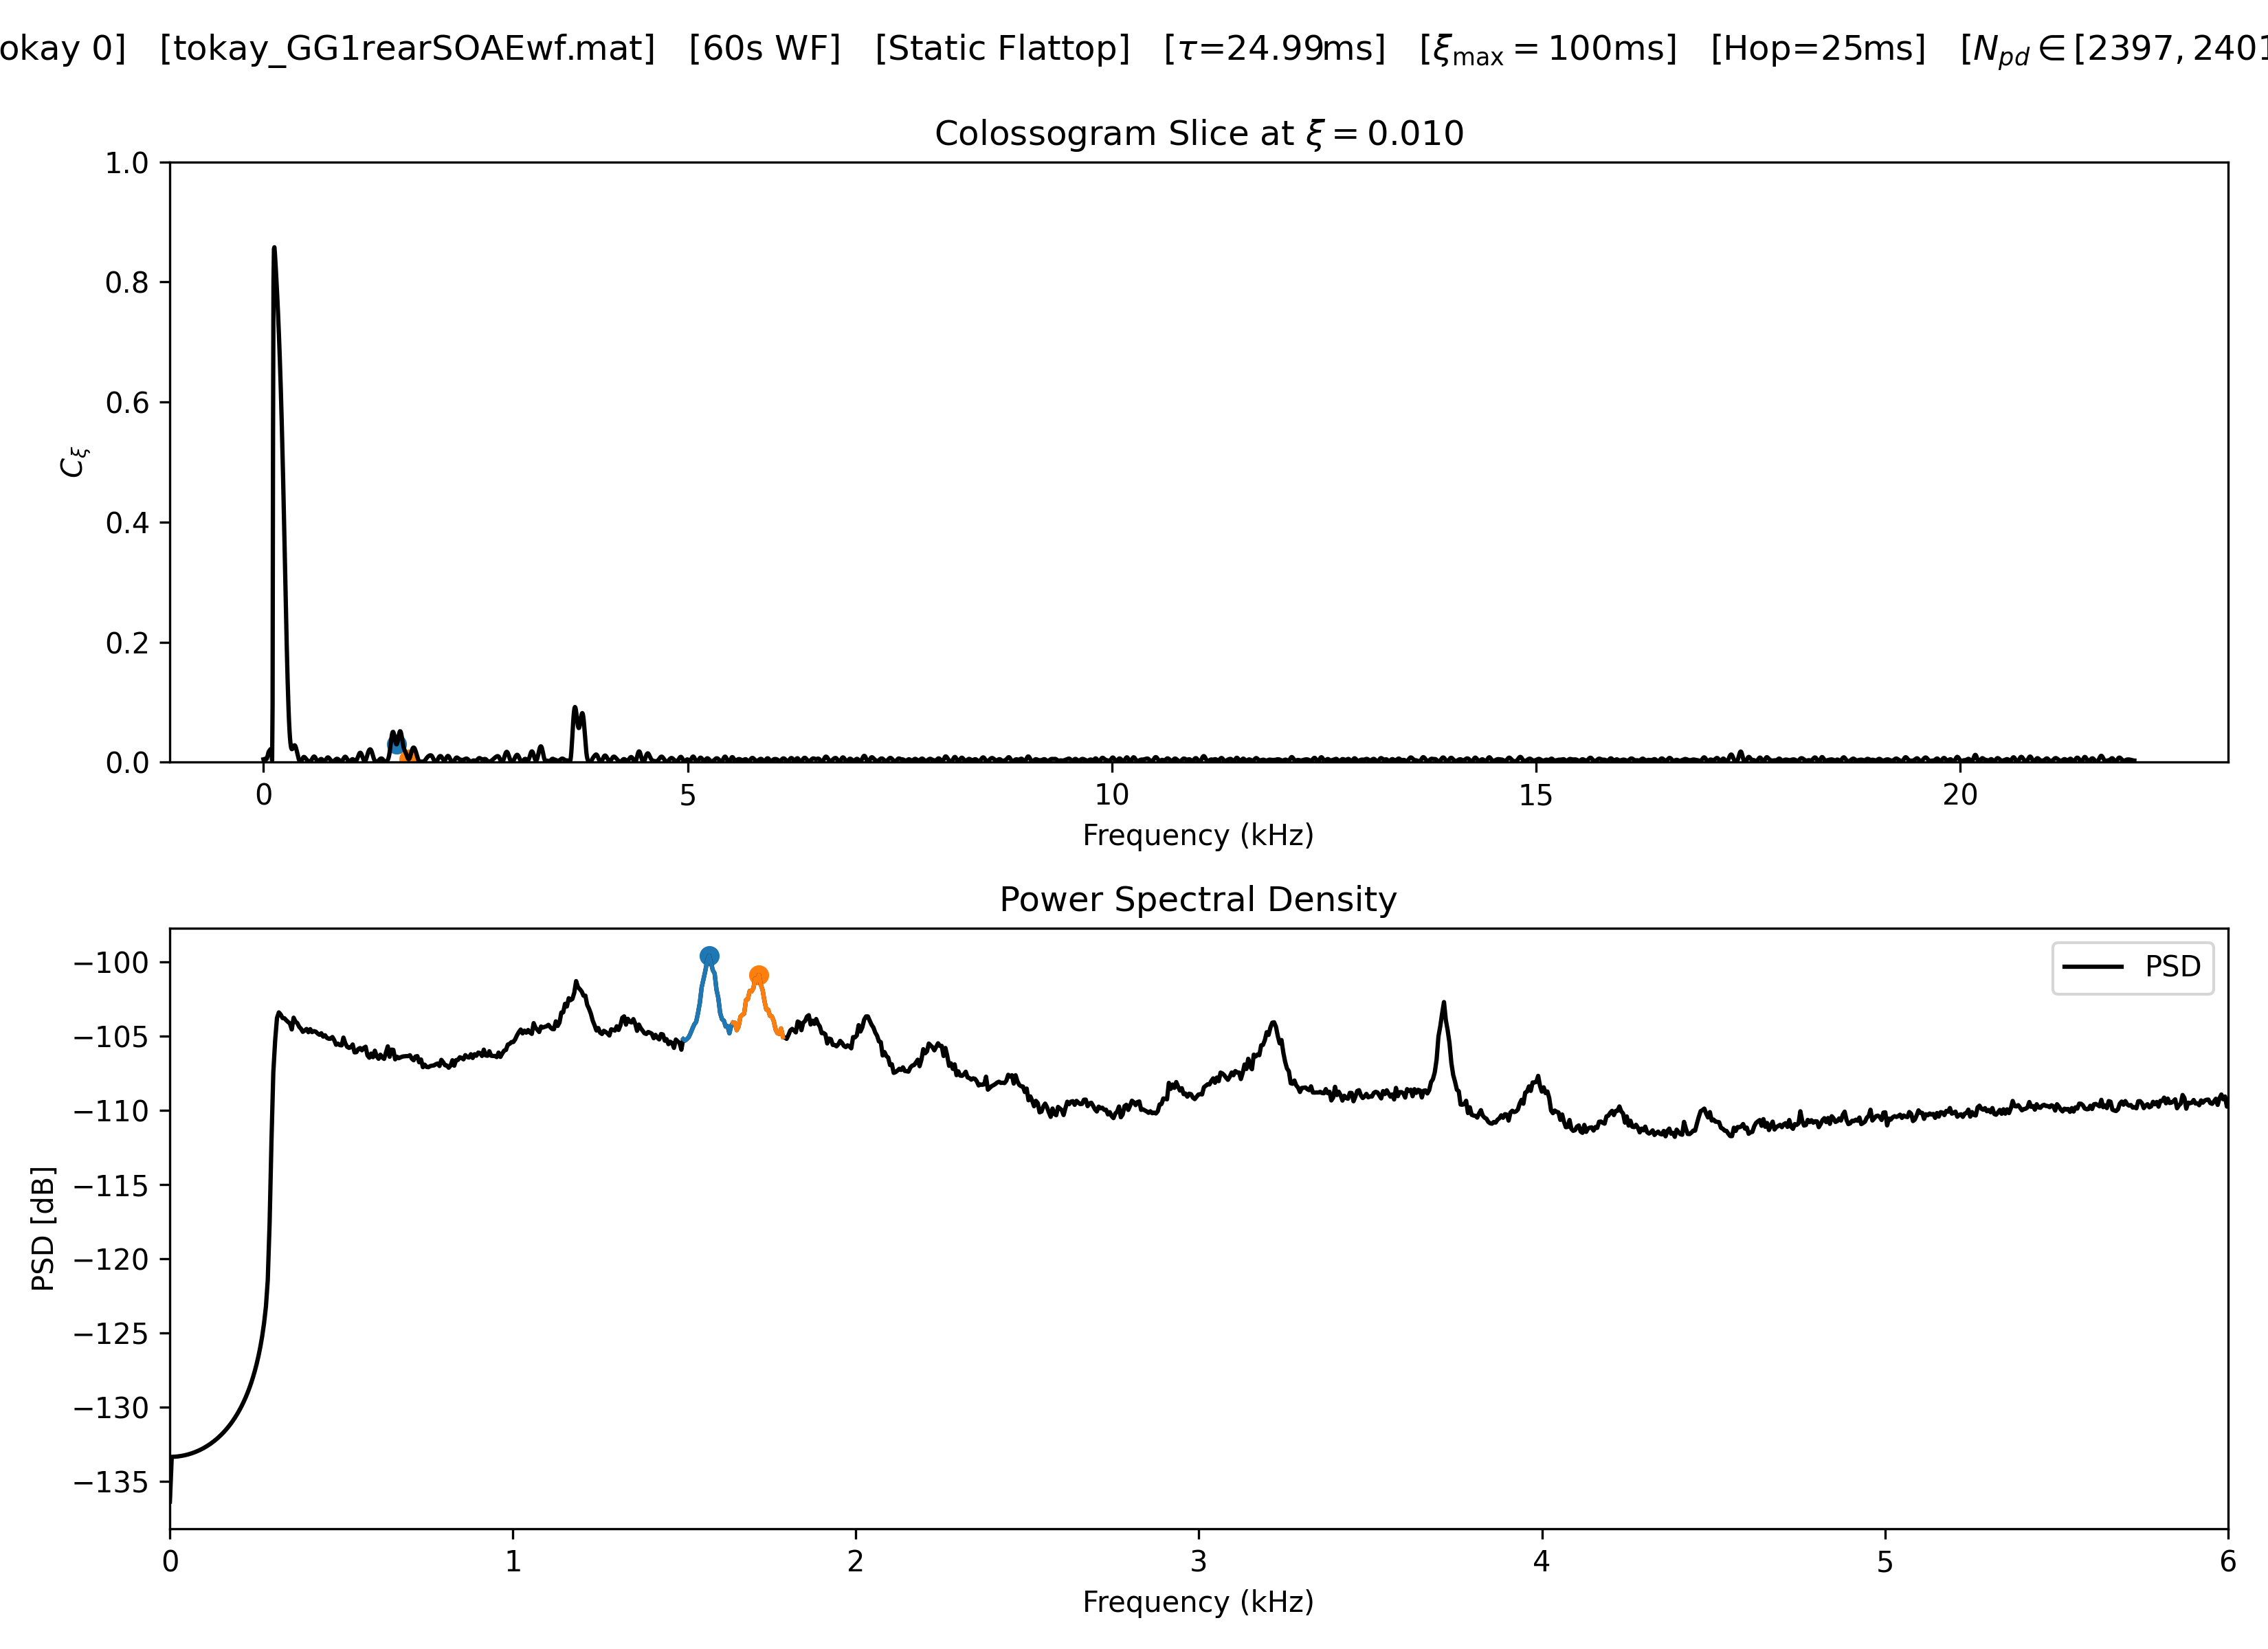 okay 0] [tokay_GG1rearSOAEwf.mat] [60s WF] [Static Flattop] [τ=24.99ms] [ξmax = 100ms] [Hop=25ms] [Npd ∈ [2397, 2401
Colossogram Slice at ξ = 0.010
1.0
0.8
0.6
0.4
0.2
0.0
Cξ
0 5 10 15 20
Frequency (kHz)
Power Spectral Density
PSD
−100
−105
−110
−115
−120
−125
−130
−135
PSD [dB]
0 1 2 3 4 5 6
Frequency (kHz)